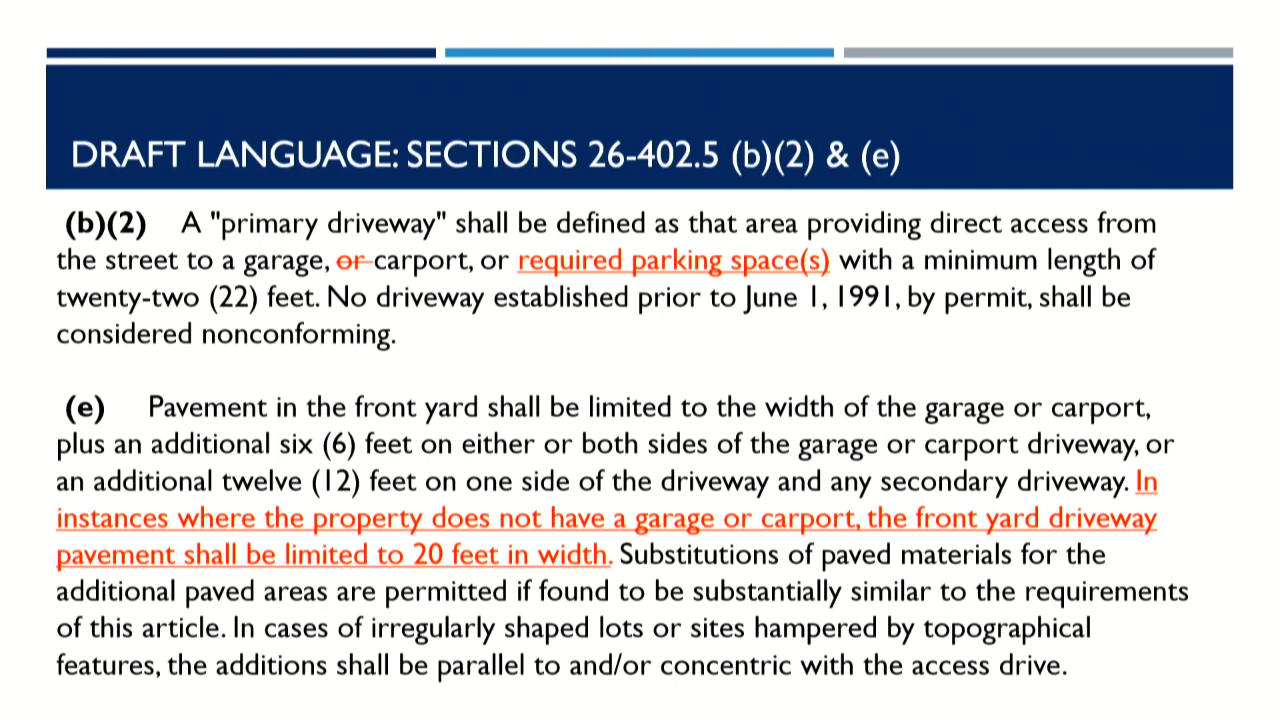 DRAFT LANGUAGE: SECTIONS 26-402.5 (b)(2) & (e)
(b)(2) A "primary driveway" shall be defined as that area providing direct access from
the street to a garage, or carport, or required parking space(s) with a minimum length of
twenty-two (22) feet. No driveway established prior to June 1, 1991, by permit, shall be
considered nonconforming.
(e) Pavement in the front yard shall be limited to the width of the garage or carport,
plus an additional six (6) feet on either or both sides of the garage or carport driveway, or
an additional twelve (12) feet on one side of the driveway and any secondary driveway. In
instances where the property does not have a garage or carport, the front yard driveway
pavement shall be limited to 20 feet in width. Substitutions of paved materials for the
additional paved areas are permitted if found to be substantially similar to the requirements
of this article. In cases of irregularly shaped lots or sites hampered by topographical
features, the additions shall be parallel to and/or concentric with the access drive.